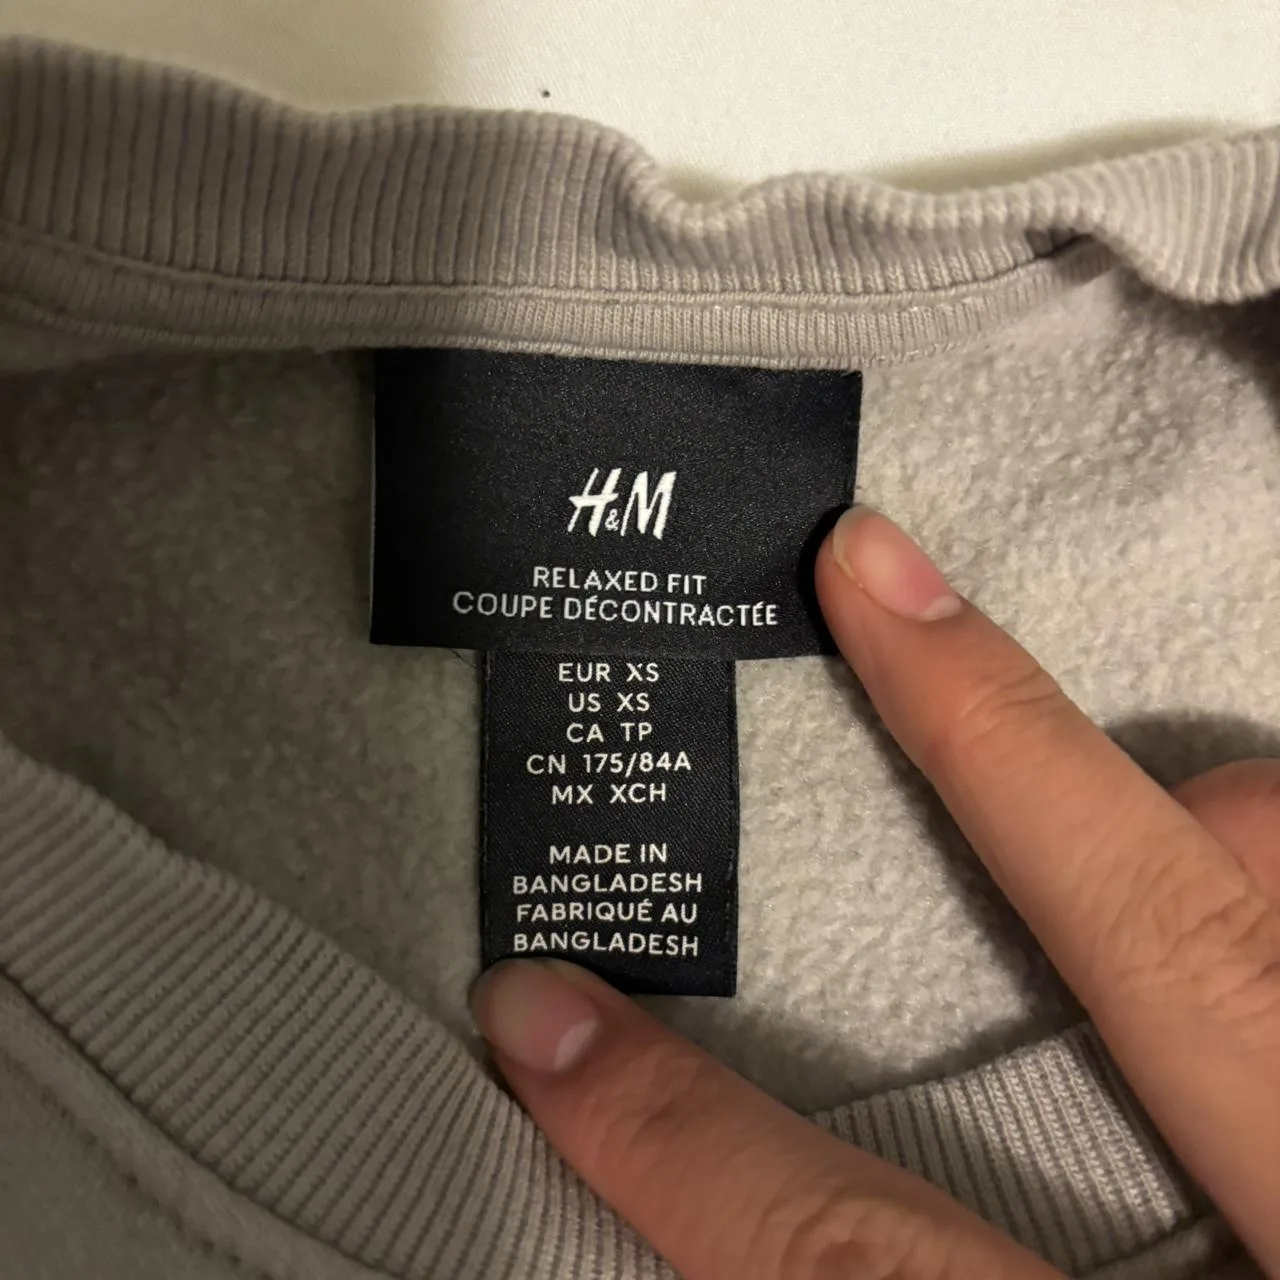 H&M
RELAXED FIT
COUPE DÉCONTRACTÉE
EUR XS
US XS
CA TP
CN 175/84A
MX XCH
MADE IN
BANGLADESH
FABRIQUÉ AU
BANGLADESH